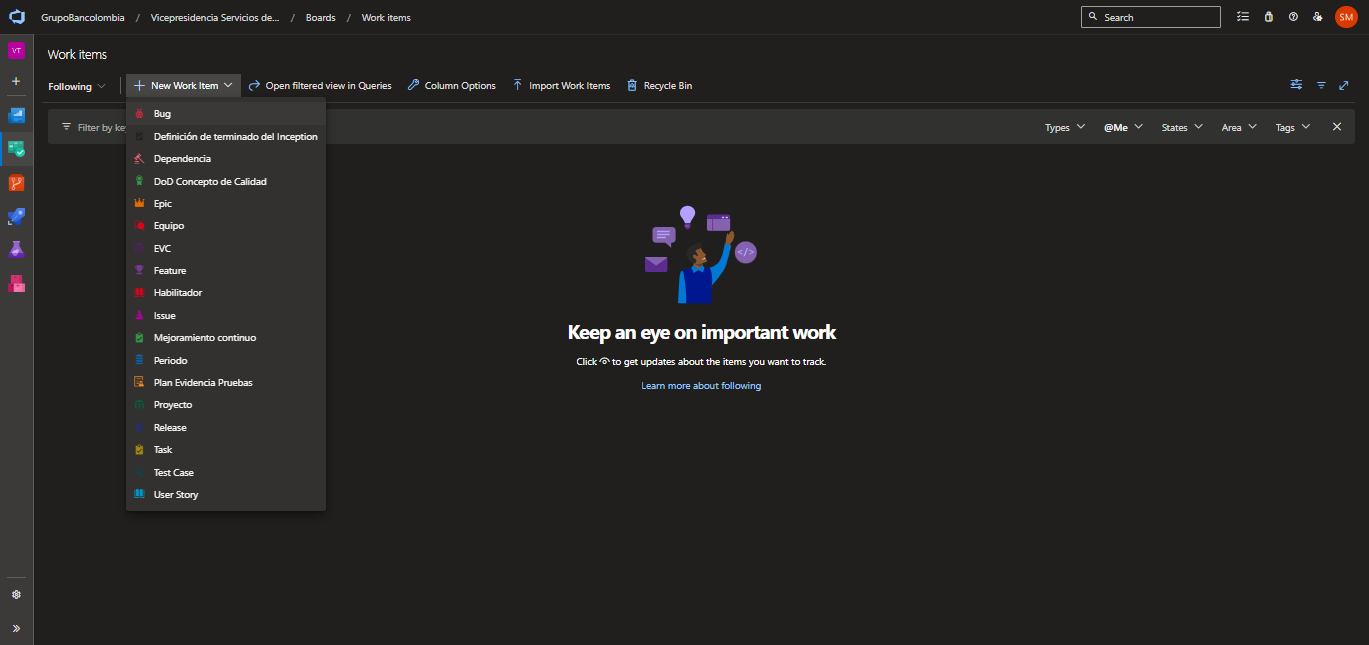 GrupoBancolombia / Vicepresidencia Servicios de... / Boards / Work items
Search
SM
VT
Work items
Following
New Work Item
Open filtered view in Queries
Column Options
Import Work Items
Recycle Bin
Filter by ke
Types
@Me
States
Area
Tags
Bug
Definición de terminado del Inception
Dependencia
DoD Concepto de Calidad
Epic
Equipo
EVC
Feature
Habilitador
Issue
Mejoramiento continuo
Periodo
Plan Evidencia Pruebas
Proyecto
Release
Task
Test Case
User Story
</>
Keep an eye on important work
Click to get updates about the items you want to track.
Learn more about following